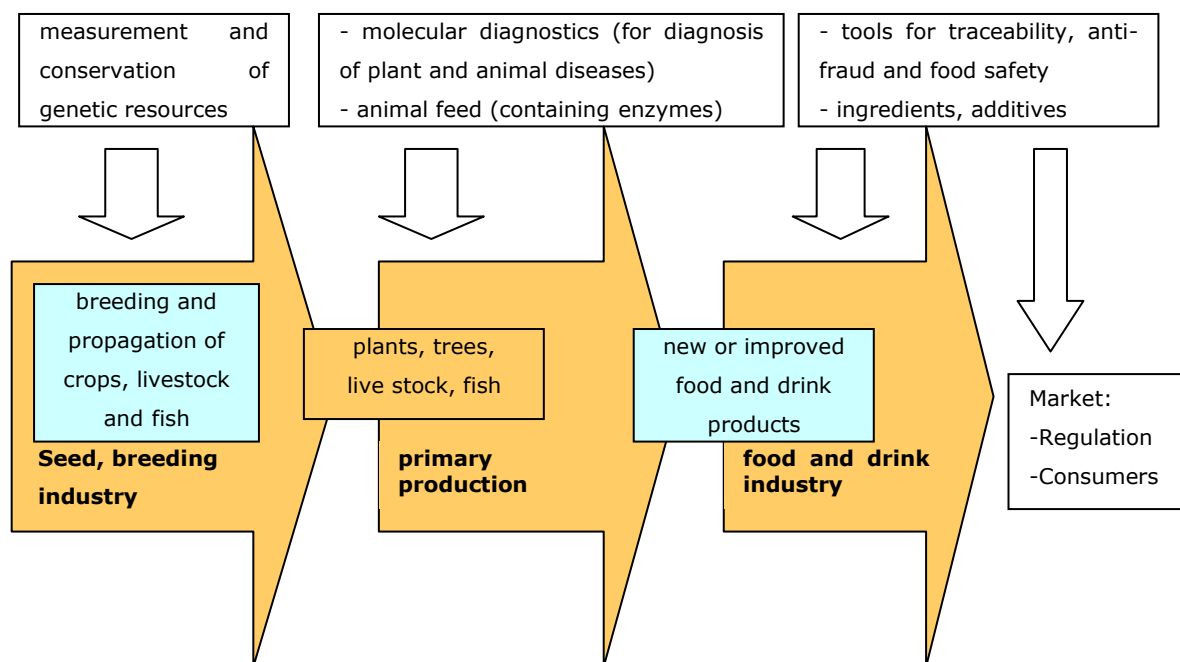 measurement and
conservation of
genetic resources
- molecular diagnostics (for diagnosis
of plant and animal diseases)
- animal feed (containing enzymes)
- tools for traceability, anti-
fraud and food safety
- ingredients, additives
breeding and
propagation of
crops, livestock
and fish
Seed, breeding
industry
plants, trees,
live stock, fish
primary
production
new or improved
food and drink
products
food and drink
industry
Market:
-Regulation
-Consumers